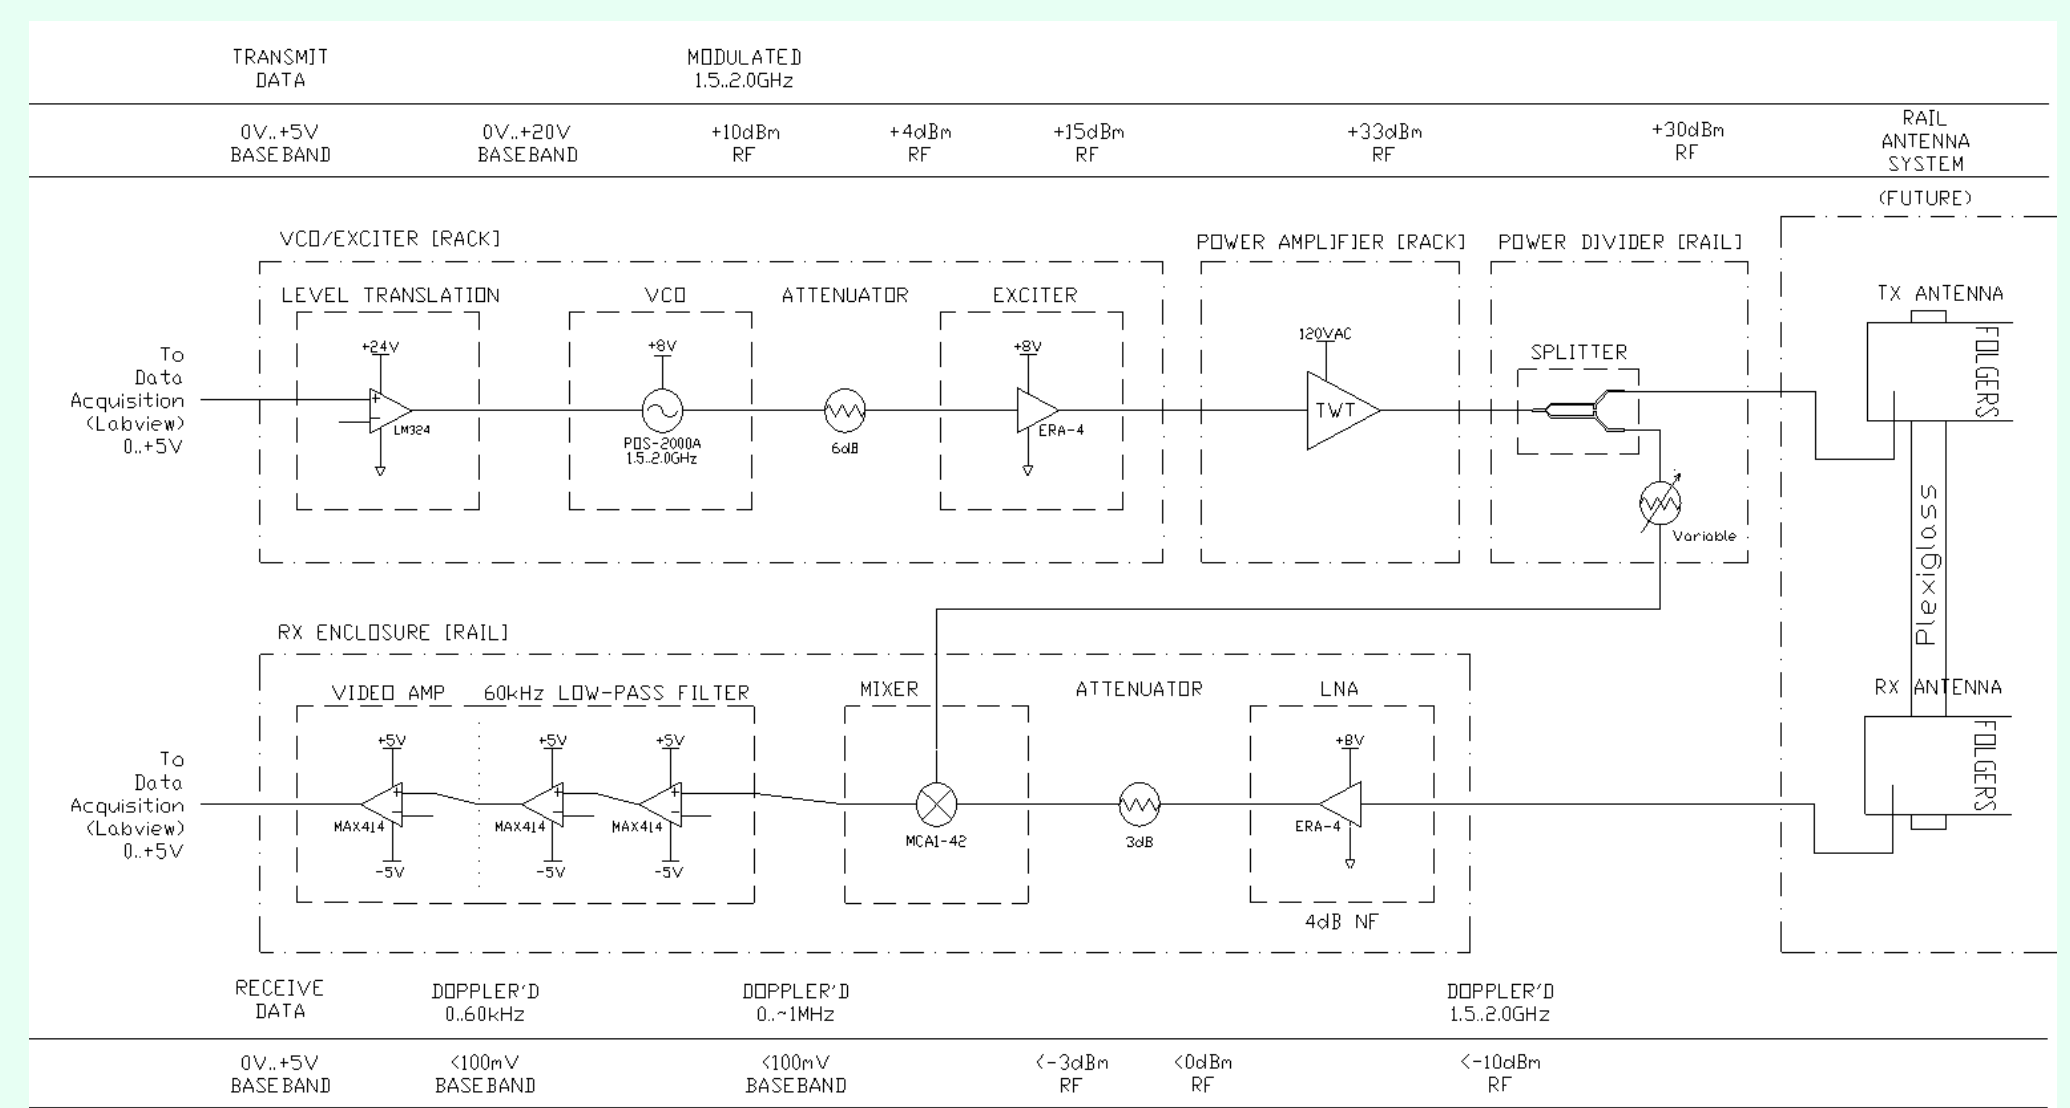 TRANSMIT
DATA
MODULATED
1.5..2.0GHz
0V..+5V
BASEBAND
0V..+20V
BASEBAND
+10dBm
RF
+4dBm
RF
+15dBm
RF
+33dBm
RF
+30dBm
RF
RAIL
ANTENNA
SYSTEM
(FUTURE)
VCO/EXCITER [RACK]
POWER AMPLIFIER [RACK]
POWER DIVIDER [RAIL]
LEVEL TRANSLATION
VCO
ATTENUATOR
EXCITER
TX ANTENNA
+24V
+8V
+8V
120VAC
SPLITTER
FOLGERS
To
Data
Acquisition
(Labview)
0..+5V
LM324
POS-2000A
1.5..2.0GHz
6dB
ERA-4
TWT
Variable
Plexiglass
RX ENCLOSURE [RAIL]
VIDEO AMP
60kHz LOW-PASS FILTER
MIXER
ATTENUATOR
LNA
RX ANTENNA
+5V
+5V
+5V
+8V
FOLGERS
To
Data
Acquisition
(Labview)
0..+5V
MAX414
MAX414
MAX414
MCA1-42
3dB
ERA-4
-5V
-5V
-5V
4dB NF
RECEIVE
DATA
DOPPLER'D
0..60kHz
DOPPLER'D
0..~1MHz
DOPPLER'D
1.5..2.0GHz
0V..+5V
BASEBAND
<100mV
BASEBAND
<100mV
BASEBAND
<-3dBm
RF
<0dBm
RF
<-10dBm
RF